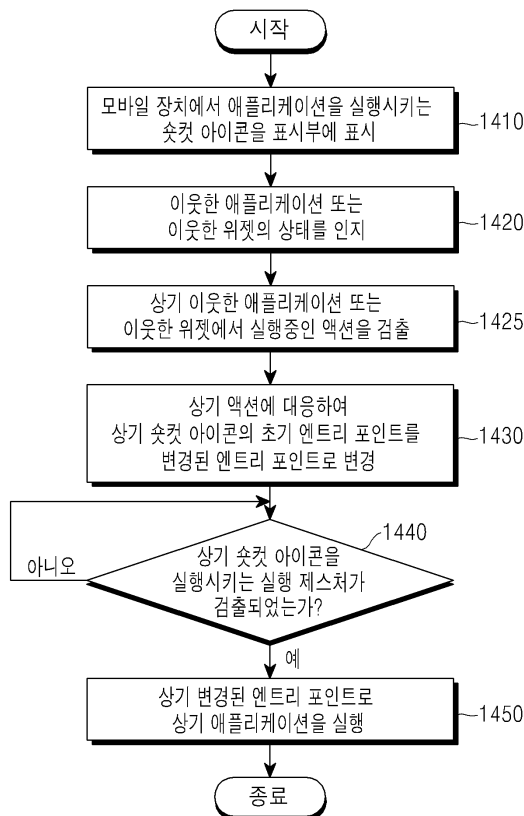 시작
모바일 장치에서 애플리케이션을 실행시키는
숏컷 아이콘을 표시부에 표시
1410
이웃한 애플리케이션 또는
이웃한 위젯의 상태를 인지
1420
상기 이웃한 애플리케이션 또는
이웃한 위젯에서 실행중인 액션을 검출
1425
상기 액션에 대응하여
상기 숏컷 아이콘의 초기 엔트리 포인트를
변경된 엔트리 포인트로 변경
1430
1440
상기 숏컷 아이콘을
실행시키는 실행 제스처가
검출되었는가?
아니오
예
상기 변경된 엔트리 포인트로
상기 애플리케이션을 실행
1450
종료